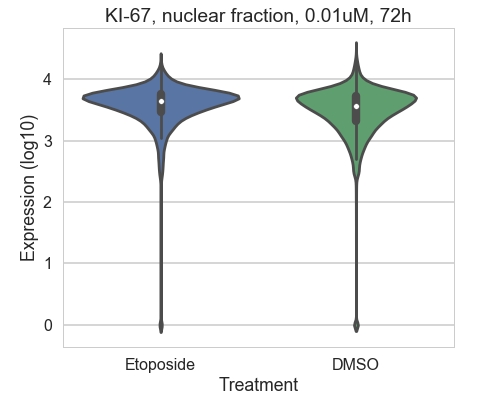 KI-67, nuclear fraction, 0.01uM, 72h
Expression (log10)
4
3
2
1
0
Etoposide DMSO
Treatment